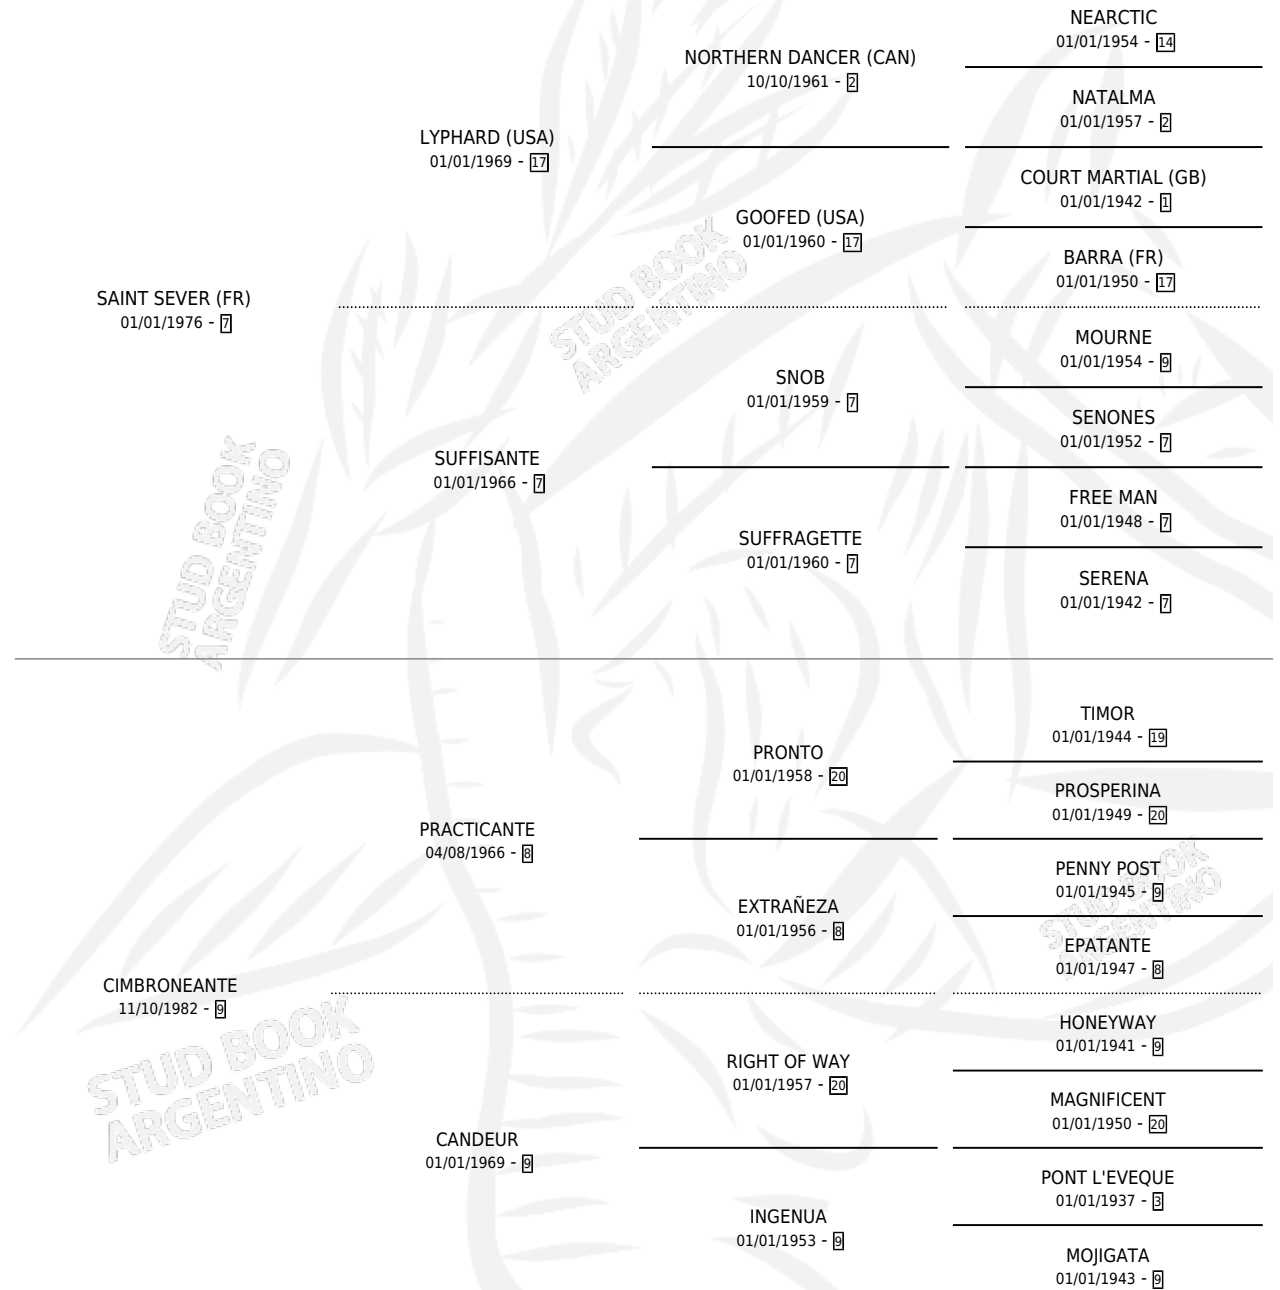 NEARCTIC
01/01/1954 - 14
NORTHERN DANCER (CAN)
10/10/1961 - 2
NATALMA
01/01/1957 - 2
LYPHARD (USA)
01/01/1969 - 17
COURT MARTIAL (GB)
01/01/1942 - 1
GOOFED (USA)
01/01/1960 - 17
BARRA (FR)
01/01/1950 - 17
SAINT SEVER (FR)
01/01/1976 - 7
STUD BOOK
ARGENTINO
MOURNE
01/01/1954 - 9
SNOB
01/01/1959 - 7
SENONES
01/01/1952 - 7
SUFFISANTE
01/01/1966 - 7
FREE MAN
01/01/1948 - 7
SUFFRAGETTE
01/01/1960 - 7
SERENA
01/01/1942 - 7
STUD BOOK
ARGENTINO
TIMOR
01/01/1944 - 19
PRONTO
01/01/1958 - 20
PROSPERINA
01/01/1949 - 20
PRACTICANTE
04/08/1966 - 8
PENNY POST
01/01/1945 - 9
EXTRAÑEZA
01/01/1956 - 8
STUD BOOK
ARGENTINO
EPATANTE
01/01/1947 - 8
CIMBRONEANTE
11/10/1982 - 9
HONEYWAY
01/01/1941 - 9
RIGHT OF WAY
01/01/1957 - 20
STUD BOOK
ARGENTINO
MAGNIFICENT
01/01/1950 - 20
CANDEUR
01/01/1969 - 9
PONT L'EVEQUE
01/01/1937 - 3
INGENUA
01/01/1953 - 9
MOJIGATA
01/01/1943 - 9